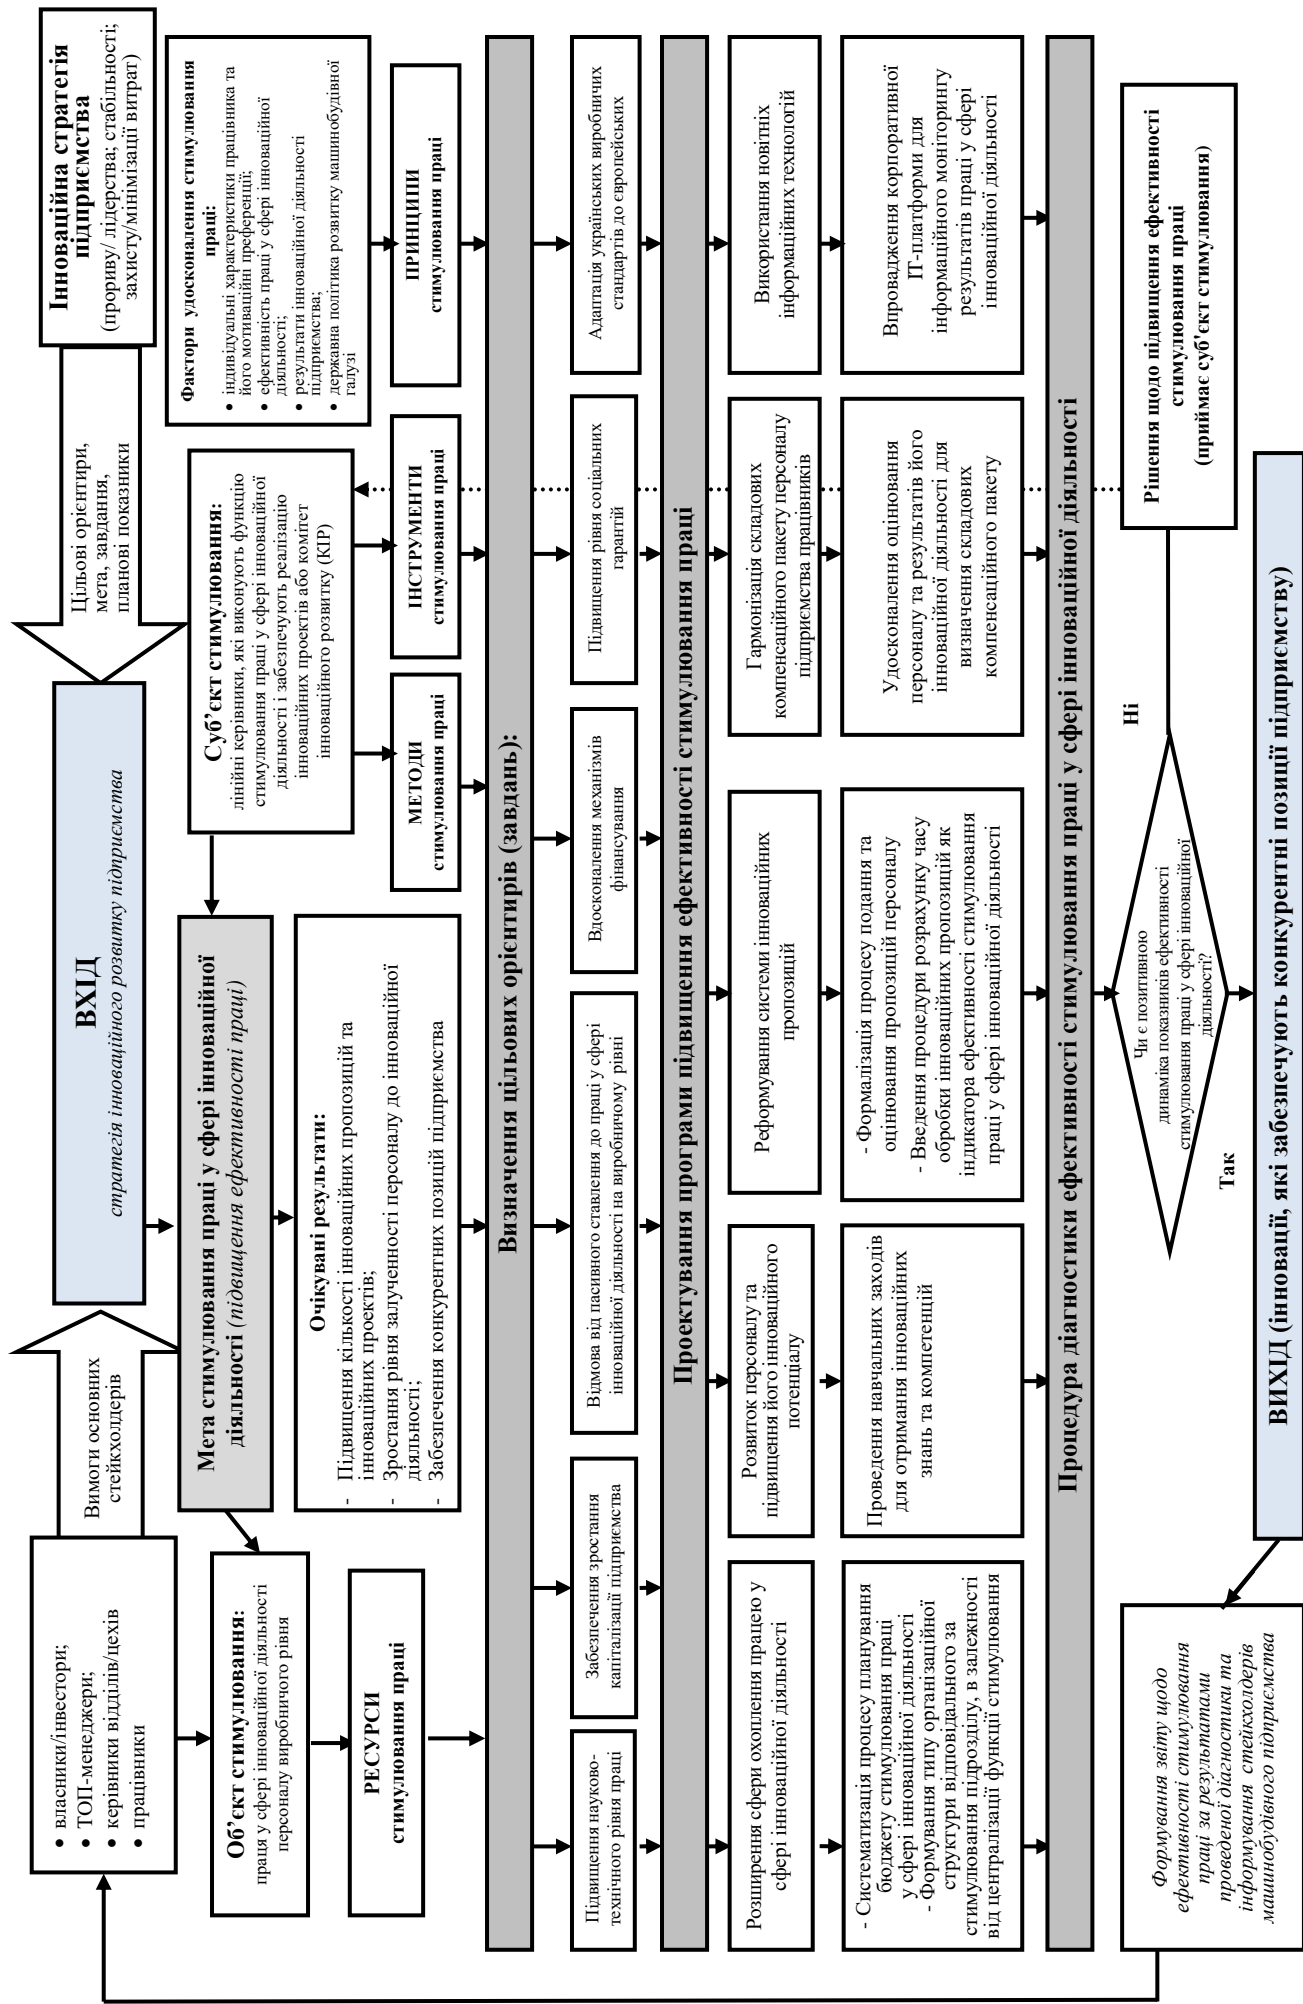 • власники/інвестори;
• ТОП-менеджери;
• керівники відділів/цехів
• працівники
Вимоги основних
стейкхолдерів
ВХІД
стратегія інноваційного розвитку підприємства
Цільові орієнтири,
мета, завдання,
планові показники
Інноваційна стратегія
підприємства
(прориву/ лідерства; стабільності;
захисту/мінімізації витрат)
Об’єкт стимулювання:
праця у сфері інноваційної діяльності
персоналу виробничого рівня
РЕСУРСИ
стимулювання праці
Мета стимулювання праці у сфері інноваційної
діяльності (підвищення ефективності праці)
Очікувані результати:
- Підвищення кількості інноваційних пропозицій та
інноваційних проектів;
- Зростання рівня залученості персоналу до інноваційної
діяльності;
- Забезпечення конкурентних позицій підприємства
Суб’єкт стимулювання:
лінійні керівники, які виконують функцію
стимулювання праці у сфері інноваційної
діяльності і забезпечують реалізацію
інноваційних проектів або комітет
інноваційного розвитку (КІР)
МЕТОДИ
стимулювання праці
ІНСТРУМЕНТИ
стимулювання праці
Фактори удосконалення стимулювання
праці:
• індивідуальні характеристики працівника та
його мотиваційні преференції;
• ефективність праці у сфері інноваційної
діяльності;
• результати інноваційної діяльності
підприємства;
• державна політика розвитку машинобудівної
галузі
ПРИНЦИПИ
стимулювання праці
Визначення цільових орієнтирів (завдань):
Підвищення науково-
технічного рівня праці
Забезпечення зростання
капіталізації підприємства
Відмова від пасивного ставлення до праці у сфері
інноваційної діяльності на виробничому рівні
Вдосконалення механізмів
фінансування
Підвищення рівня соціальних
гарантій
Адаптація українських виробничих
стандартів до європейських
Проектування програми підвищення ефективності стимулювання праці
Розширення сфери охоплення працею у
сфері інноваційної діяльності
Розвиток персоналу та
підвищення його інноваційного
потенціалу
Реформування системи інноваційних
пропозицій
Гармонізація складових
компенсаційного пакету персоналу
підприємства працівників
Використання новітніх
інформаційних технологій
- Систематизація процесу планування
бюджету стимулювання праці
у сфері інноваційної діяльності
- Формування типу організаційної
структури відповідального за
стимулювання підрозділу, в залежності
від централізації функції стимулювання
Проведення навчальних заходів
для отримання інноваційних
знань та компетенцій
- Формалізація процесу подання та
оцінювання пропозицій персоналу
- Введення процедури розрахунку часу
обробки інноваційних пропозицій як
індикатора ефективності стимулювання
праці у сфері інноваційної діяльності
Удосконалення оцінювання
персоналу та результатів його
інноваційної діяльності для
визначення складових
компенсаційного пакету
Впровадження корпоративної
ІТ-платформи для
інформаційного моніторингу
результатів праці у сфері
інноваційної діяльності
Процедура діагностики ефективності стимулювання праці у сфері інноваційної діяльності
Формування звіту щодо
ефективності стимулювання
праці за результатами
проведеної діагностики та
інформування стейкхолдерів
машинобудівного підприємства
Чи є позитивною
динаміка показників ефективності
стимулювання праці у сфері інноваційної
діяльності?
Так
Ні
Рішення щодо підвищення ефективності
стимулювання праці
(приймає суб'єкт стимулювання)
ВИХІД (інновації, які забезпечують конкурентні позиції підприємству)